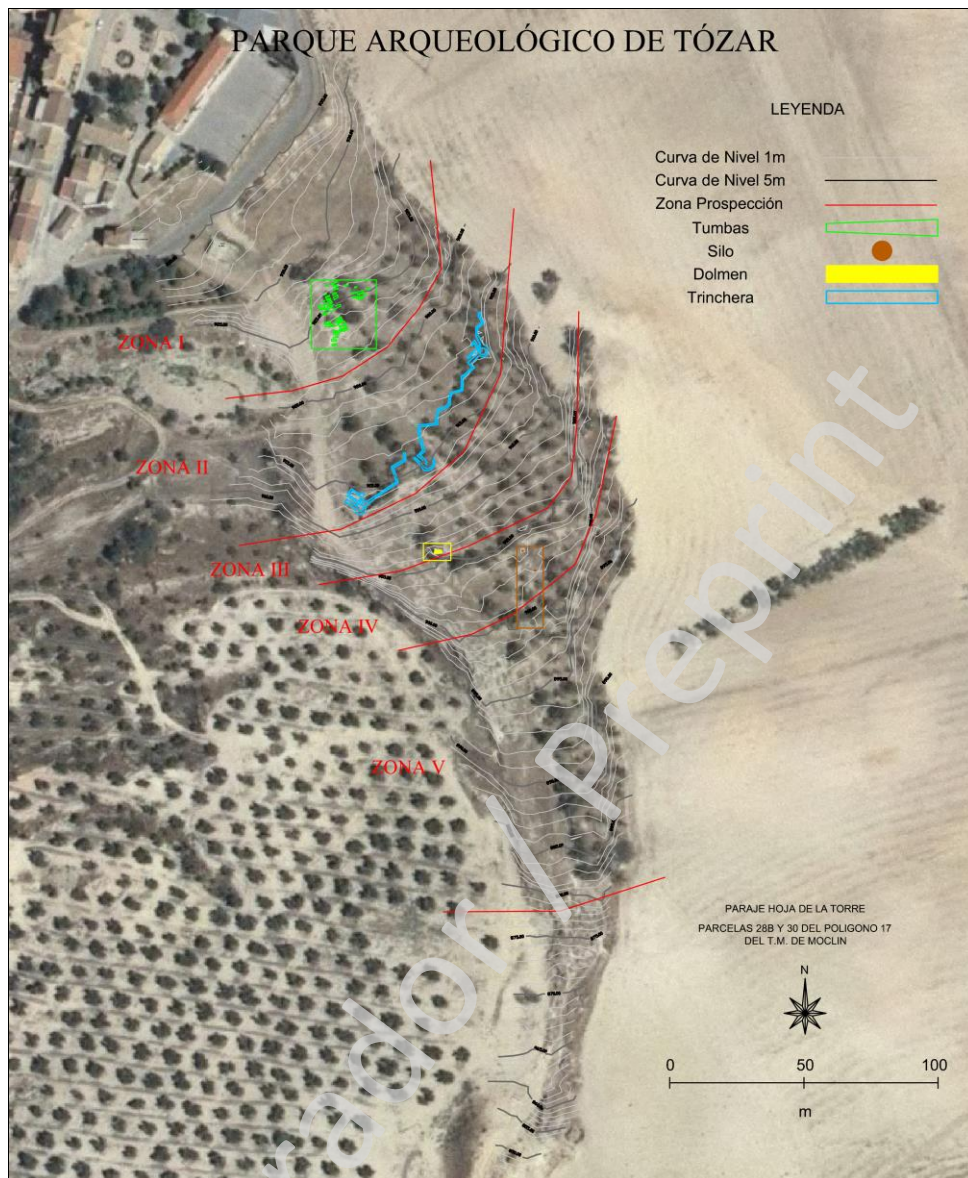 PARQUE ARQUEOLÓGICO DE TÓZAR
LEYENDA
Curva de Nivel 1m
Curva de Nivel 5m
Zona Prospección
Tumbas
Silo
Dolmen
Trinchera
ZONA I
ZONA II
ZONA III
ZONA IV
ZONA V
PARAJE HOJA DE LA TORRE
PARCELAS 28B Y 30 DEL POLIGONO 17
DEL T.M. DE MOCLIN
N
0 50 100
m
rador / Preprint